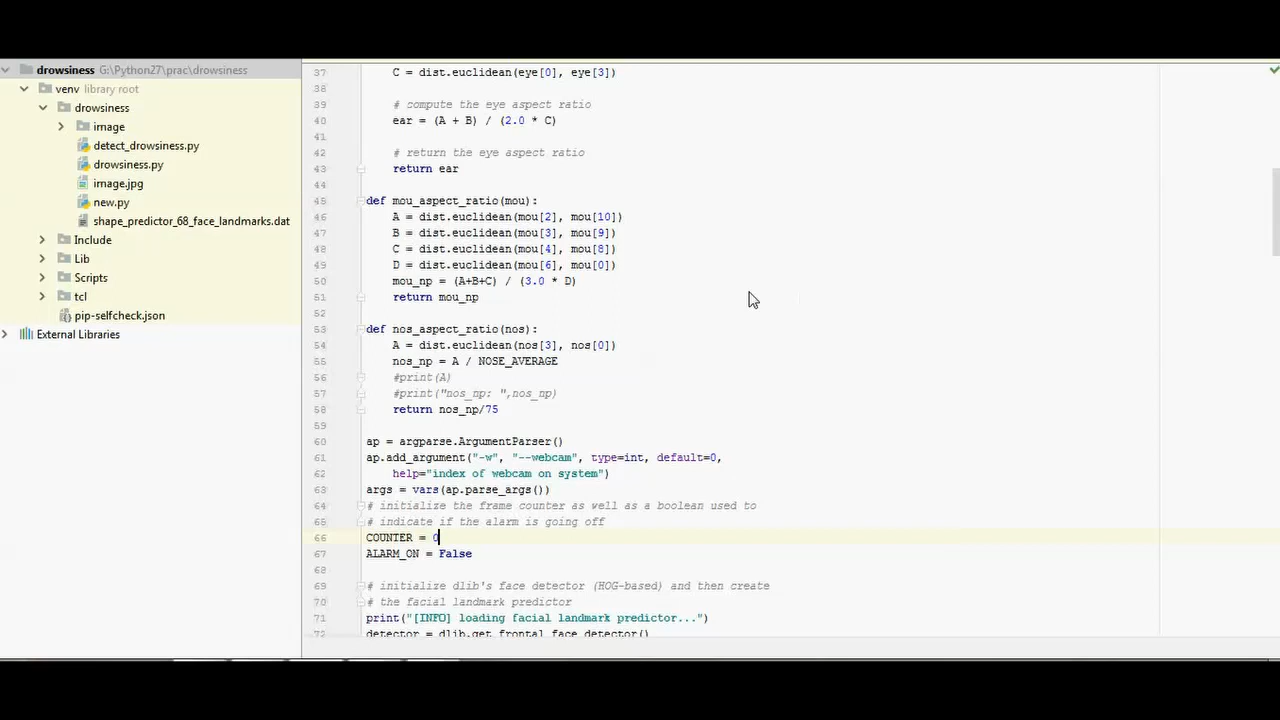 drowsiness G:\Python27\prac\drowsiness
venv library root
drowsiness
image
detect_drowsiness.py
drowsiness.py
image.jpg
new.py
shape_predictor_68_face_landmarks.dat
Include
Lib
Scripts
tcl
pip-selfcheck.json
External Libraries
37 C = dist.euclidean(eye[0], eye[3])
38
39 # compute the eye aspect ratio
40 ear = (A + B) / (2.0 * C)
41
42 # return the eye aspect ratio
43 return ear
44
45 def mou_aspect_ratio(mou):
46 A = dist.euclidean(mou[2], mou[10])
47 B = dist.euclidean(mou[3], mou[9])
48 C = dist.euclidean(mou[4], mou[8])
49 D = dist.euclidean(mou[6], mou[0])
50 mou_np = (A+B+C) / (3.0 * D)
51 return mou_np
52
53 def nos_aspect_ratio(nos):
54 A = dist.euclidean(nos[3], nos[0])
55 nos_np = A / NOSE_AVERAGE
56 #print(A)
57 #print("nos_np: ",nos_np)
58 return nos_np/75
59
60 ap = argparse.ArgumentParser()
61 ap.add_argument("-w", "--webcam", type=int, default=0,
62 help="index of webcam on system")
63 args = vars(ap.parse_args())
64 # initialize the frame counter as well as a boolean used to
65 # indicate if the alarm is going off
66 COUNTER = 0
67 ALARM_ON = False
68
69 # initialize dlib's face detector (HOG-based) and then create
70 # the facial landmark predictor
71 print("[INFO] loading facial landmark predictor...")
72 detector = dlib.get_frontal_face_detector()